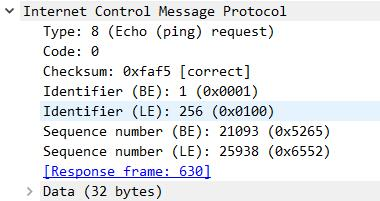 Internet Control Message Protocol
Type: 8 (Echo (ping) request)
Code: 0
Checksum: 0xfaf5 [correct]
Identifier (BE): 1 (0x0001)
Identifier (LE): 256 (0x0100)
Sequence number (BE): 21093 (0x5265)
Sequence number (LE): 25938 (0x6552)
[Response frame: 630]
Data (32 bytes)